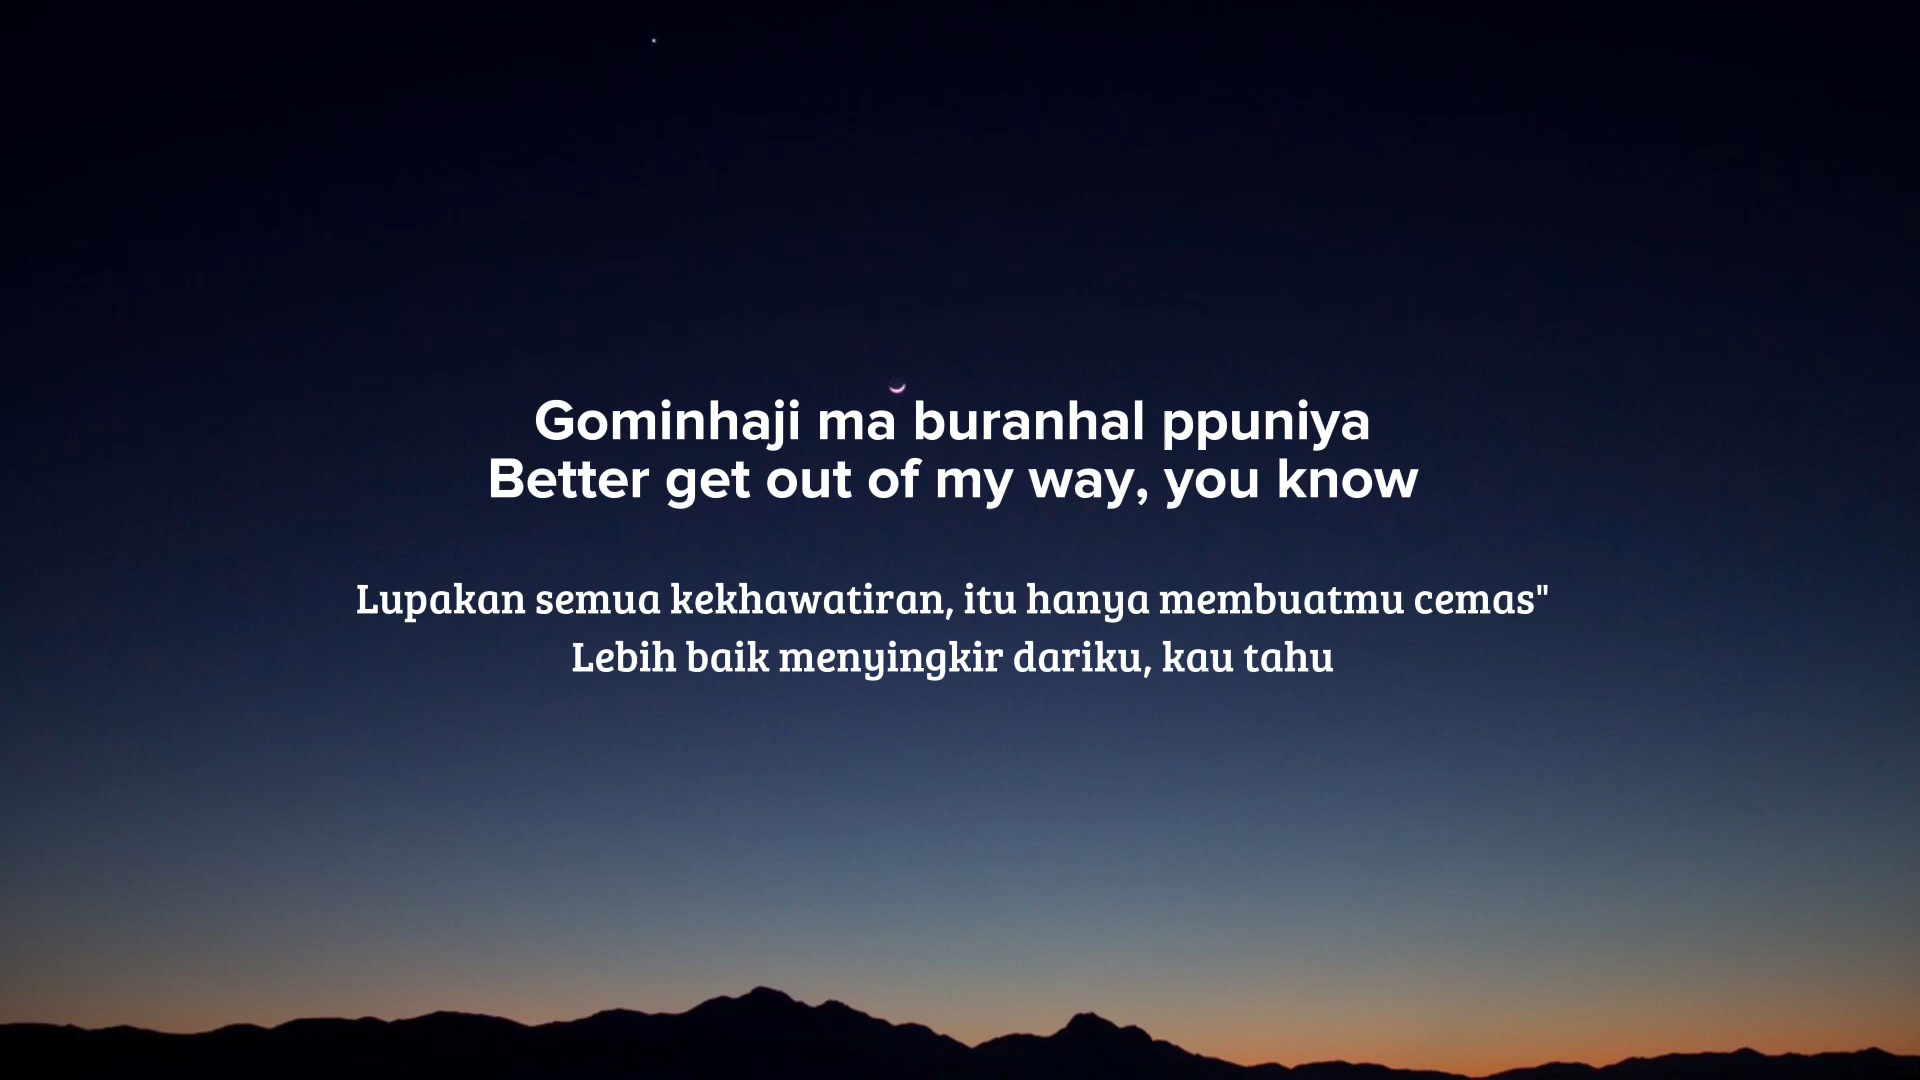 Gominhaji ma buranhal ppuniya
Better get out of my way, you know
Lupakan semua kekhawatiran, itu hanya membuatmu cemas"
Lebih baik menyingkir dariku, kau tahu